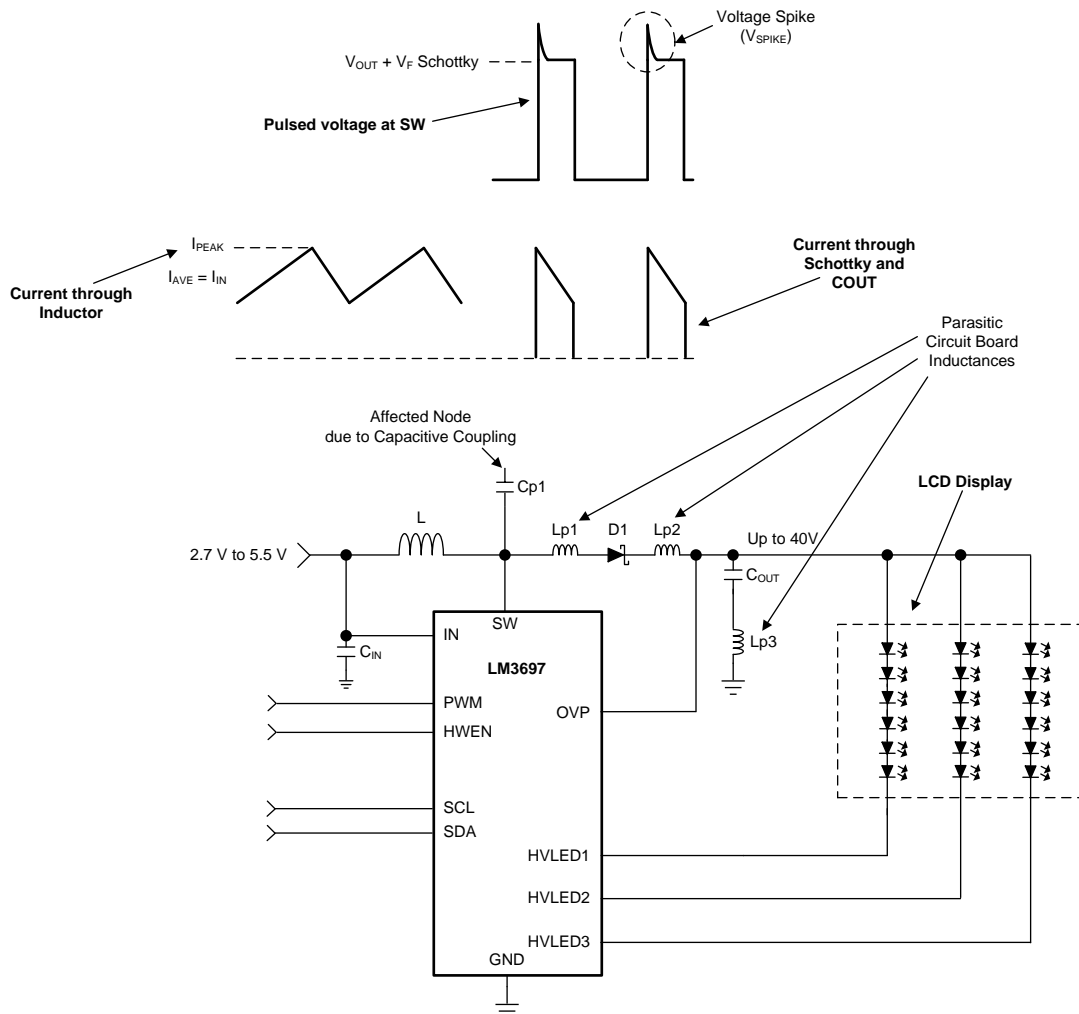 Voltage Spike
(VSPIKE)
VOUT + VF Schottky
Pulsed voltage at SW
IPEAK
IAVE = IIN
Current through
Inductor
Current through
Schottky and
COUT
Parasitic
Circuit Board
Inductances
Affected Node
due to Capacitive Coupling
Cp1
LCD Display
L
Lp1
D1
Lp2
2.7 V to 5.5 V
Up to 40V
COUT
SW
IN
CIN
Lp3
LM3697
PWM
OVP
HWEN
SCL
SDA
HVLED1
HVLED2
HVLED3
GND